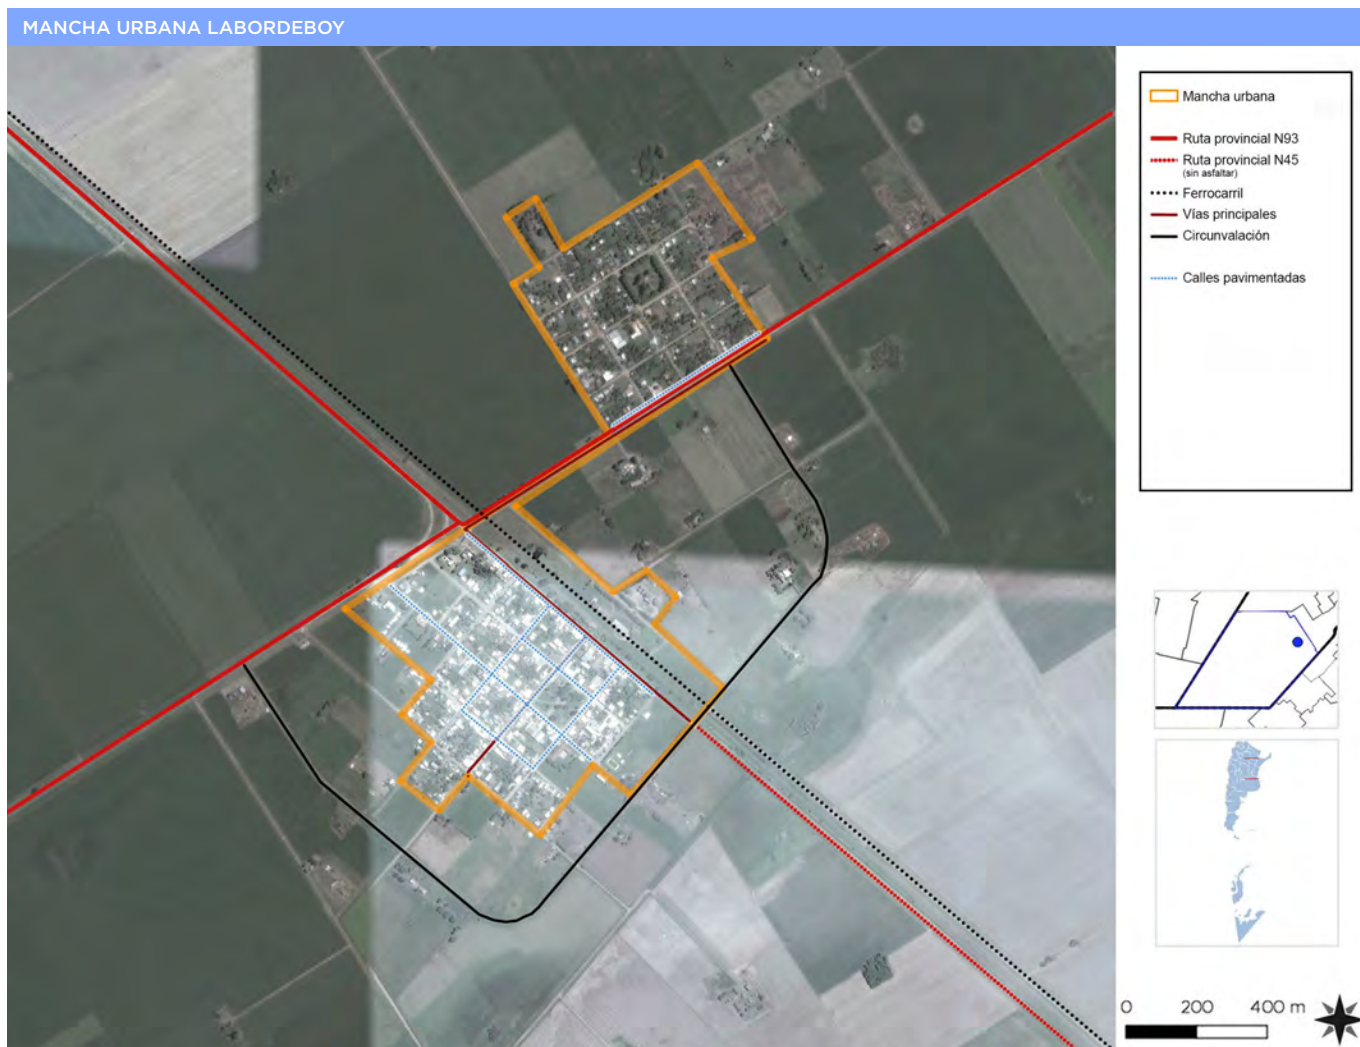 MANCHA URBANA LABORDEBOY
Mancha urbana
Ruta provincial N93
Ruta provincial N45
(sin asfaltar)
Ferrocarril
Vías principales
Circunvalación
Calles pavimentadas
0 200 400 m